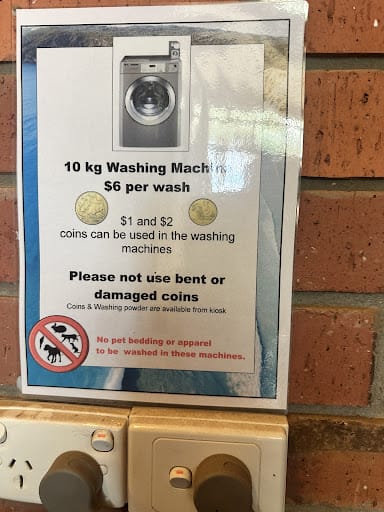 10 kg Washing Machine
$6 per wash
$1 and $2
coins can be used in the washing
machines
Please not use bent or
damaged coins
Coins & Washing powder are available from kiosk
No pet bedding or apparel
to be washed in these machines.